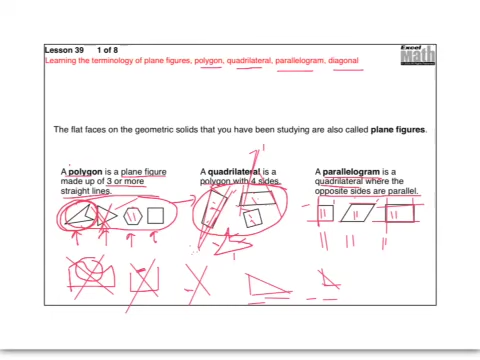 Lesson 39 1 of 8
Excel
Math
Learning the terminology of plane figures, polygon, quadrilateral, parallelogram, diagonal
The flat faces on the geometric solids that you have been studying are also called plane figures.
A polygon is a plane figure
made up of 3 or more
straight lines.
A quadrilateral is a
polygon with 4 sides.
A parallelogram is a
quadrilateral where the
opposite sides are parallel.